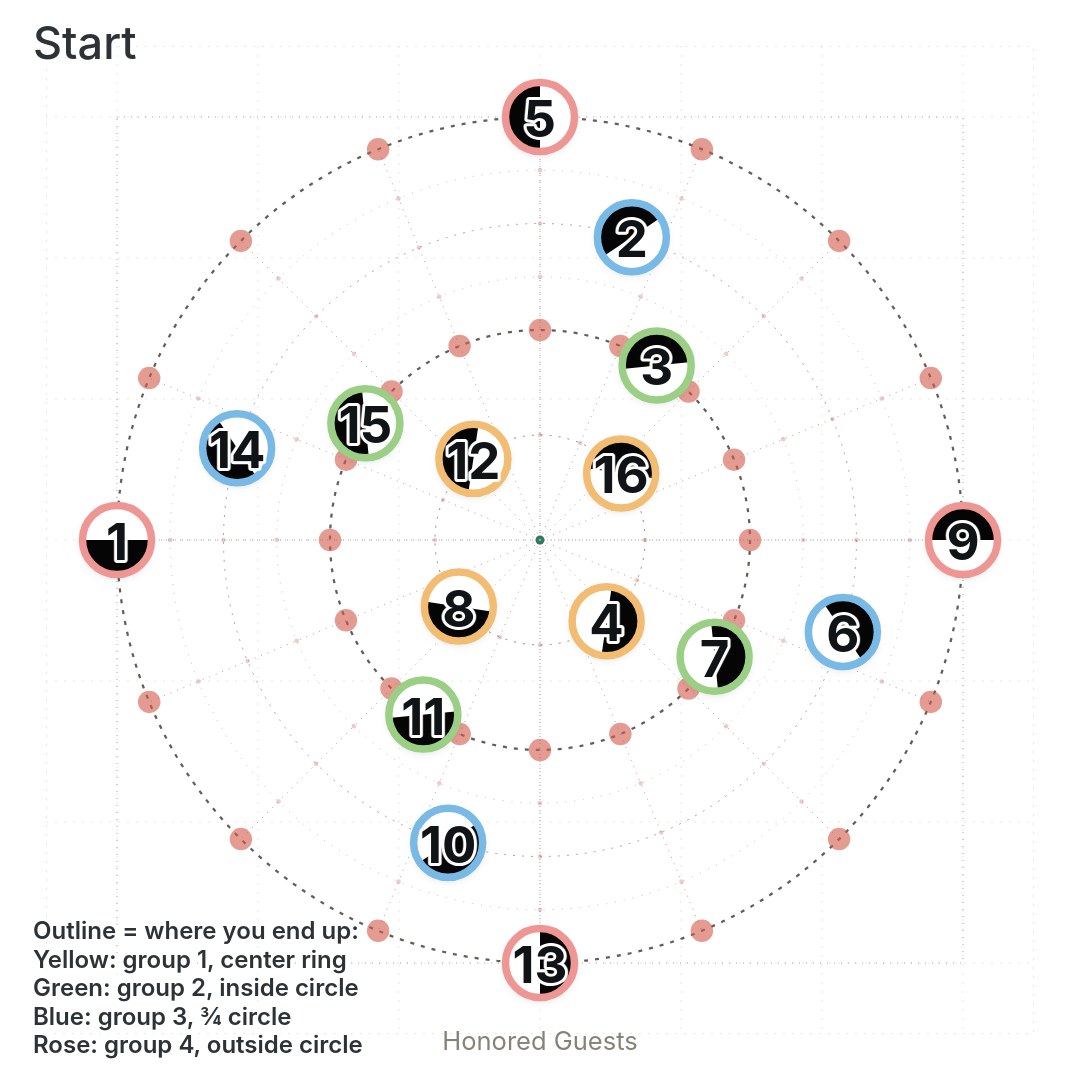 Start
5
2
3
15
14
12
16
1
9
8
4
6
7
11
10
13
Outline = where you end up:
Yellow: group 1, center ring
Green: group 2, inside circle
Blue: group 3, ¾ circle
Rose: group 4, outside circle
Honored Guests